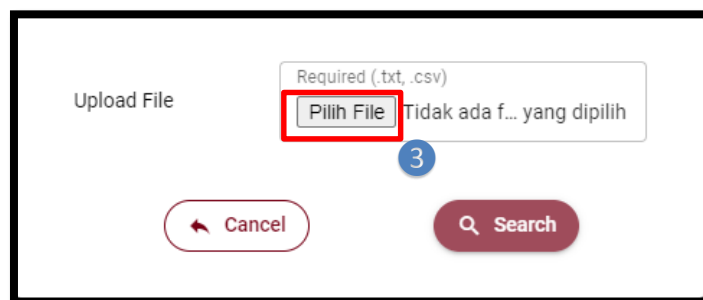 Required (.txt, .csv)
Upload File
Pilih File Tidak ada f... yang dipilih
3
Cancel Search